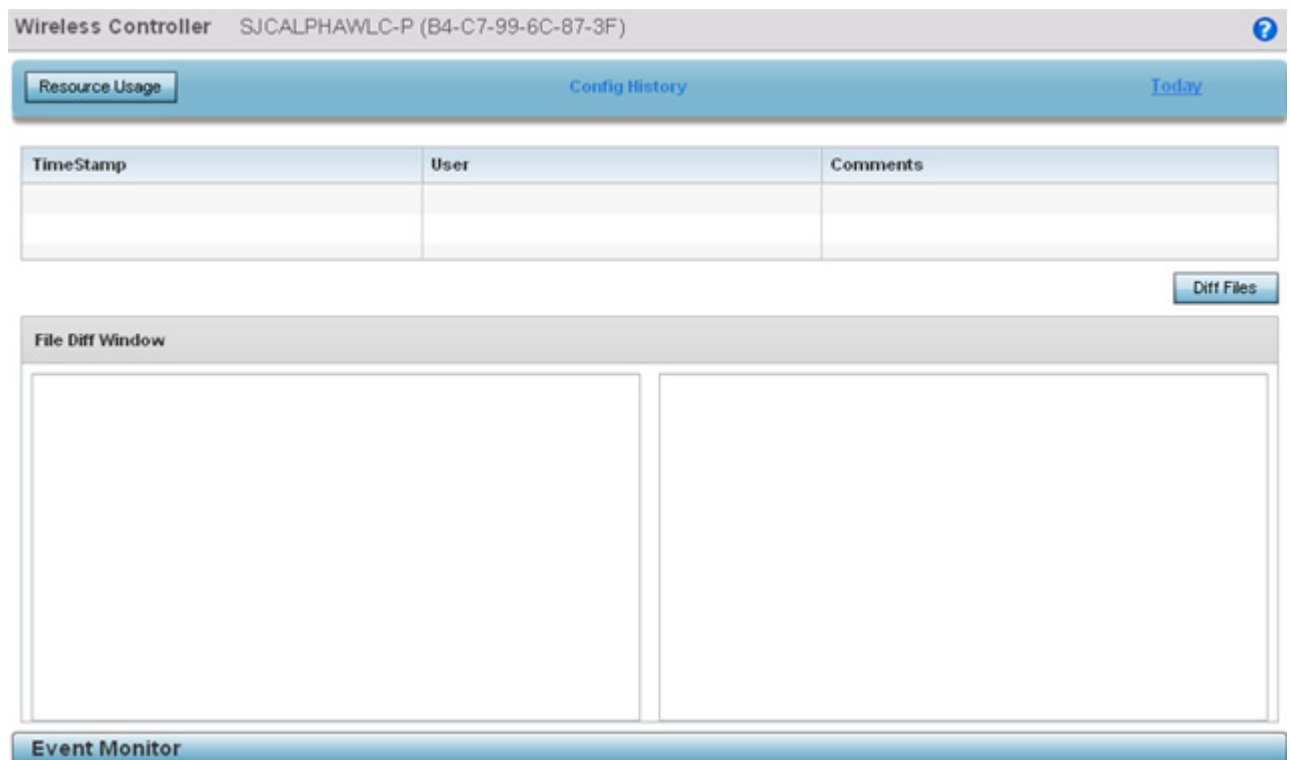 Wireless Controller SJCALPHAWLC-P (B4-C7-99-6C-87-3F) ?
Resource Usage Config History Today
TimeStamp User Comments
Diff Files
File Diff Window
Event Monitor